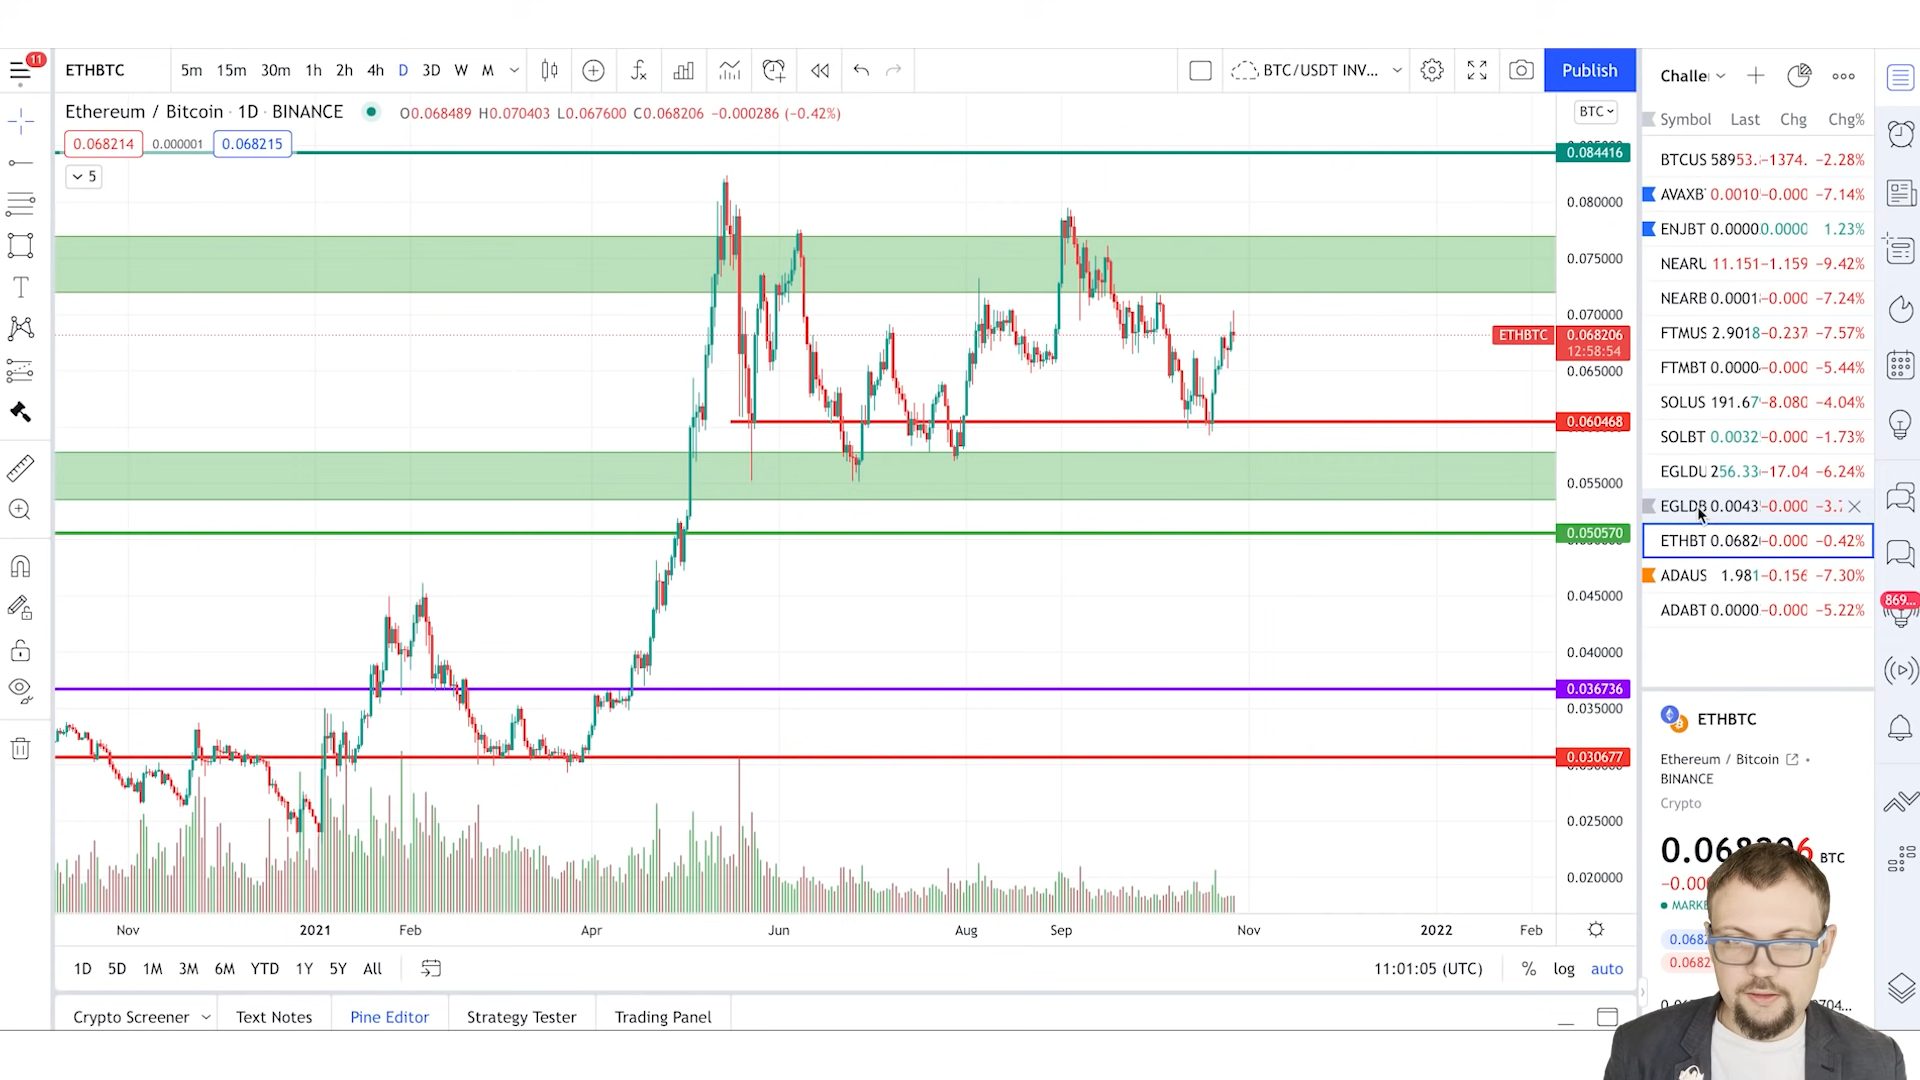 11
ETHBTC
5m 15m 30m 1h 2h 4h D 3D W M
BTC/USDT INV...
Publish
Challe
Ethereum / Bitcoin · 1D · BINANCE
O0.068489 H0.070403 L0.067600 C0.068206 −0.000286 (−0.42%)
BTC
0.068214 0.000001 0.068215
5
0.084416
0.080000
0.075000
0.070000
ETHBTC 0.068206
12:58:54
0.065000
0.060468
0.055000
0.050570
0.045000
0.040000
0.036736
0.035000
0.030677
0.025000
0.020000
Nov 2021 Feb Apr Jun Aug Sep Nov 2022 Feb
1D 5D 1M 3M 6M YTD 1Y 5Y All
11:01:05 (UTC) % log auto
Crypto Screener Text Notes Pine Editor Strategy Tester Trading Panel
Symbol Last Chg Chg%
BTCUS 58953. −1374. −2.28%
AVAXB 0.0010 −0.000 −7.14%
ENJBT 0.0000 0.0000 1.23%
NEARU 11.151 −1.159 −9.42%
NEARB 0.0001 −0.000 −7.24%
FTMUS 2.9018 −0.237 −7.57%
FTMBT 0.0000 −0.000 −5.44%
SOLUS 191.67 −8.080 −4.04%
SOLBT 0.0032 −0.000 −1.73%
EGLDU 256.33 −17.04 −6.24%
EGLDB 0.0043 −0.000 −3.
ETHBT 0.0682 −0.000 −0.42%
ADAUS 1.981 −0.156 −7.30%
ADABT 0.0000 −0.000 −5.22%
869...
ETHBTC
Ethereum / Bitcoin
BINANCE
Crypto
0.068206 BTC
−0.00
MARKE
0.0682
0.0682